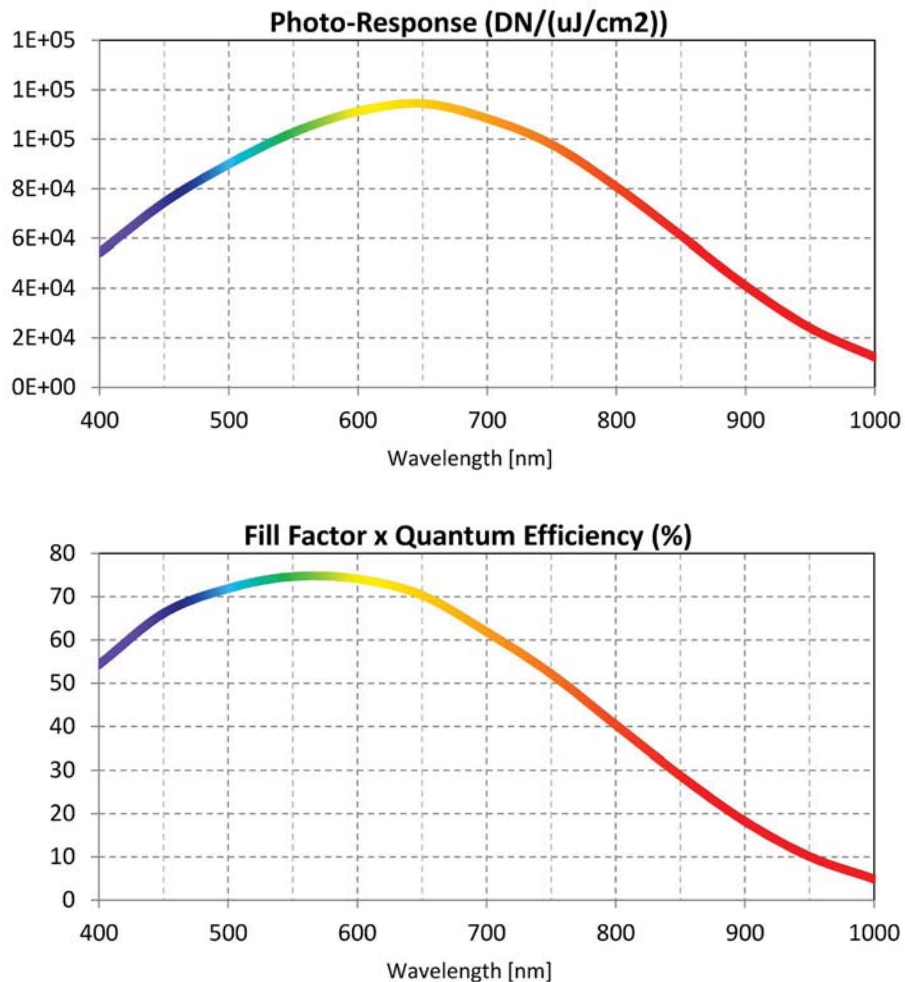 Photo-Response (DN/(uJ/cm2))
1E+05
1E+05
1E+05
8E+04
6E+04
4E+04
2E+04
0E+00
400 500 600 700 800 900 1000
Wavelength [nm]
Fill Factor x Quantum Efficiency (%)
80
70
60
50
40
30
20
10
0
400 500 600 700 800 900 1000
Wavelength [nm]